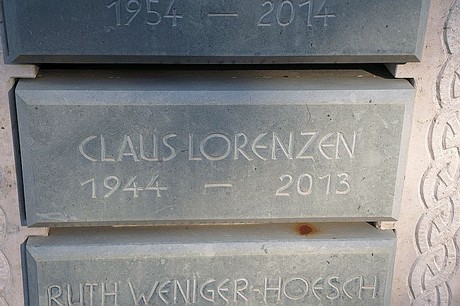 1954 — 2014
CLAUS LORENZEN
1944 — 2013
RUTH WENIGER-HOESCH